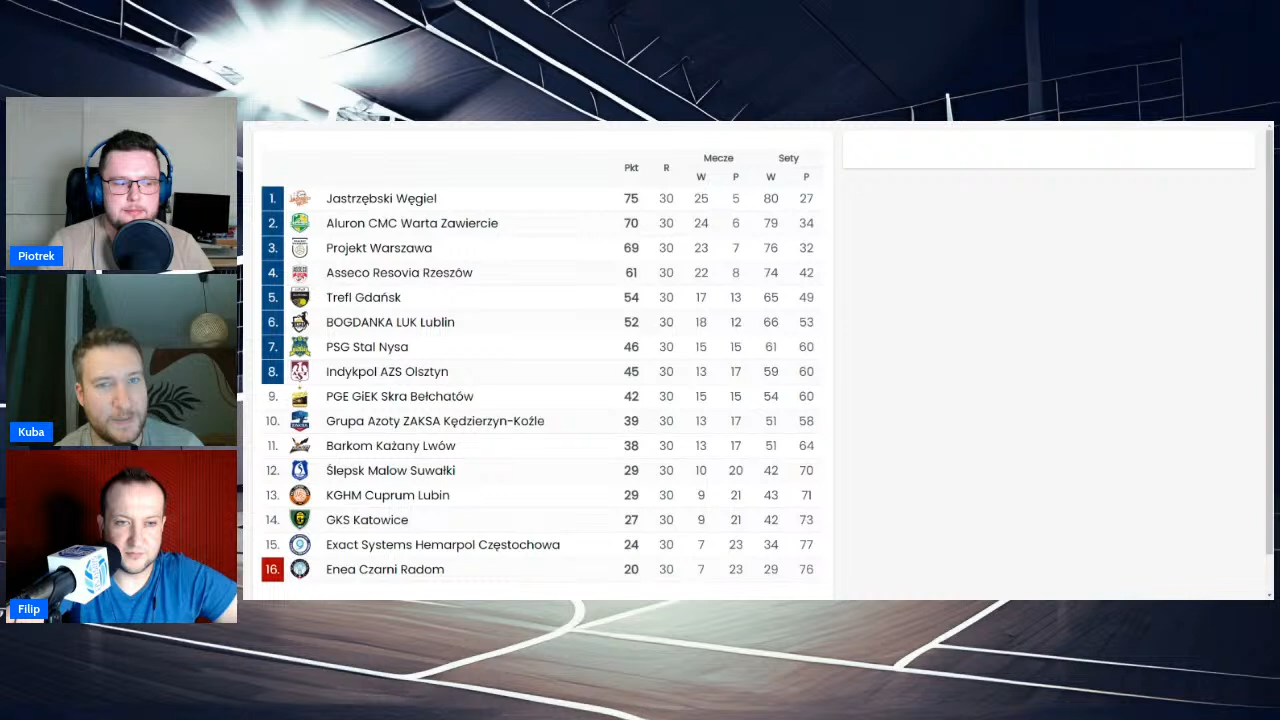 Piotrek
Kuba
Filip
Pkt R Mecze Sety
W P W P
1. Jastrzębski Węgiel 75 30 25 5 80 27
2. Aluron CMC Warta Zawiercie 70 30 24 6 79 34
3. Projekt Warszawa 69 30 23 7 76 32
4. Asseco Resovia Rzeszów 61 30 22 8 74 42
5. Trefl Gdańsk 54 30 17 13 65 49
6. BOGDANKA LUK Lublin 52 30 18 12 66 53
7. PSG Stal Nysa 46 30 15 15 61 60
8. Indykpol AZS Olsztyn 45 30 13 17 59 60
9. PGE GiEK Skra Bełchatów 42 30 15 15 54 60
10. Grupa Azoty ZAKSA Kędzierzyn-Koźle 39 30 13 17 51 58
11. Barkom Każany Lwów 38 30 13 17 51 64
12. Ślepsk Malow Suwałki 29 30 10 20 42 70
13. KGHM Cuprum Lubin 29 30 9 21 43 71
14. GKS Katowice 27 30 9 21 42 73
15. Exact Systems Hemarpol Częstochowa 24 30 7 23 34 77
16. Enea Czarni Radom 20 30 7 23 29 76